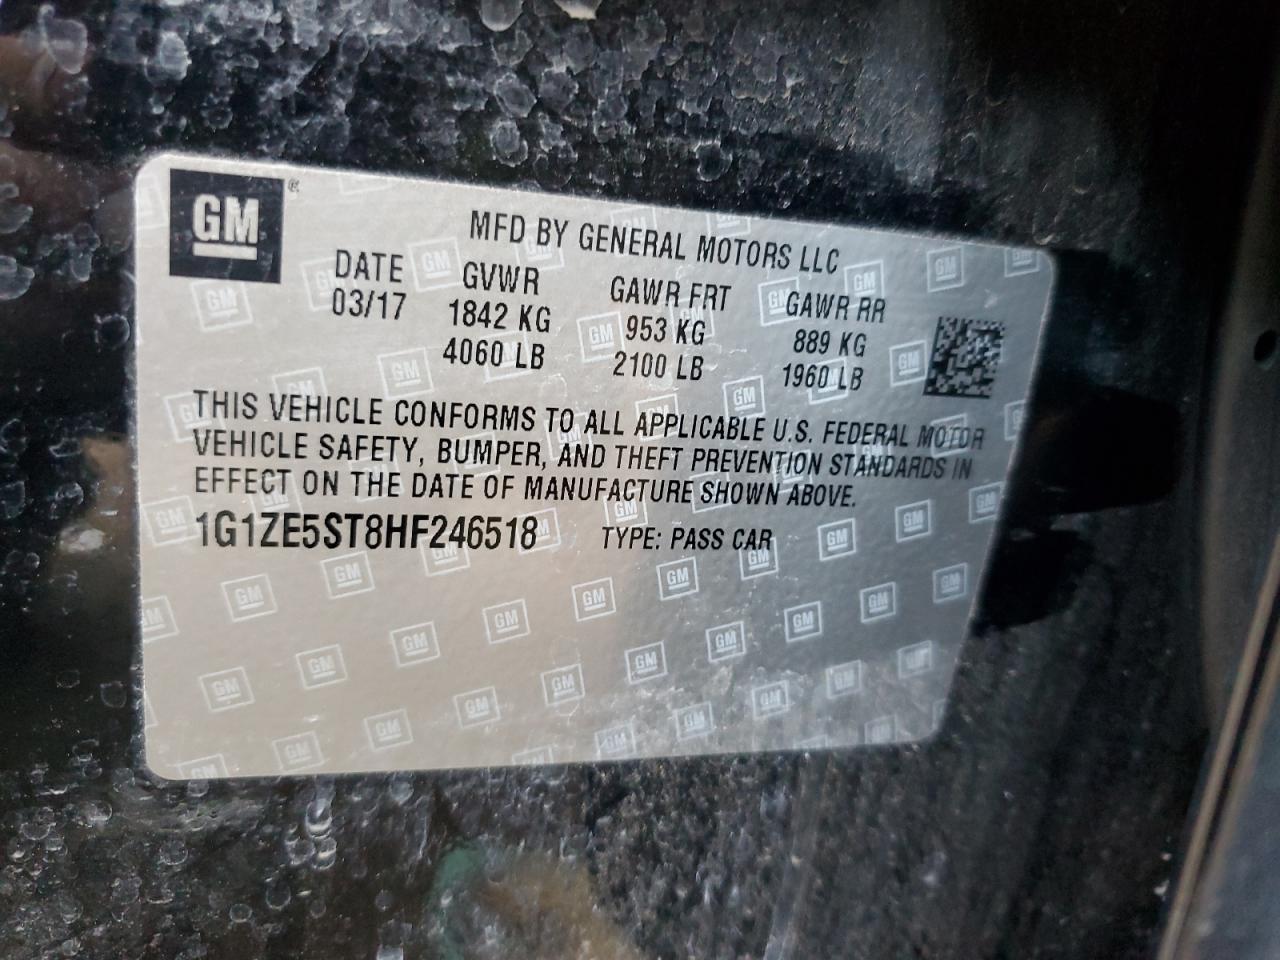 GM ®
MFD BY GENERAL MOTORS LLC
DATE GVWR GAWR FRT GAWR RR
03/17 1842 KG 953 KG 889 KG
4060 LB 2100 LB 1960 LB
THIS VEHICLE CONFORMS TO ALL APPLICABLE U.S. FEDERAL MOTOR
VEHICLE SAFETY, BUMPER, AND THEFT PREVENTION STANDARDS IN
EFFECT ON THE DATE OF MANUFACTURE SHOWN ABOVE.
1G1ZE5ST8HF246518 TYPE: PASS CAR